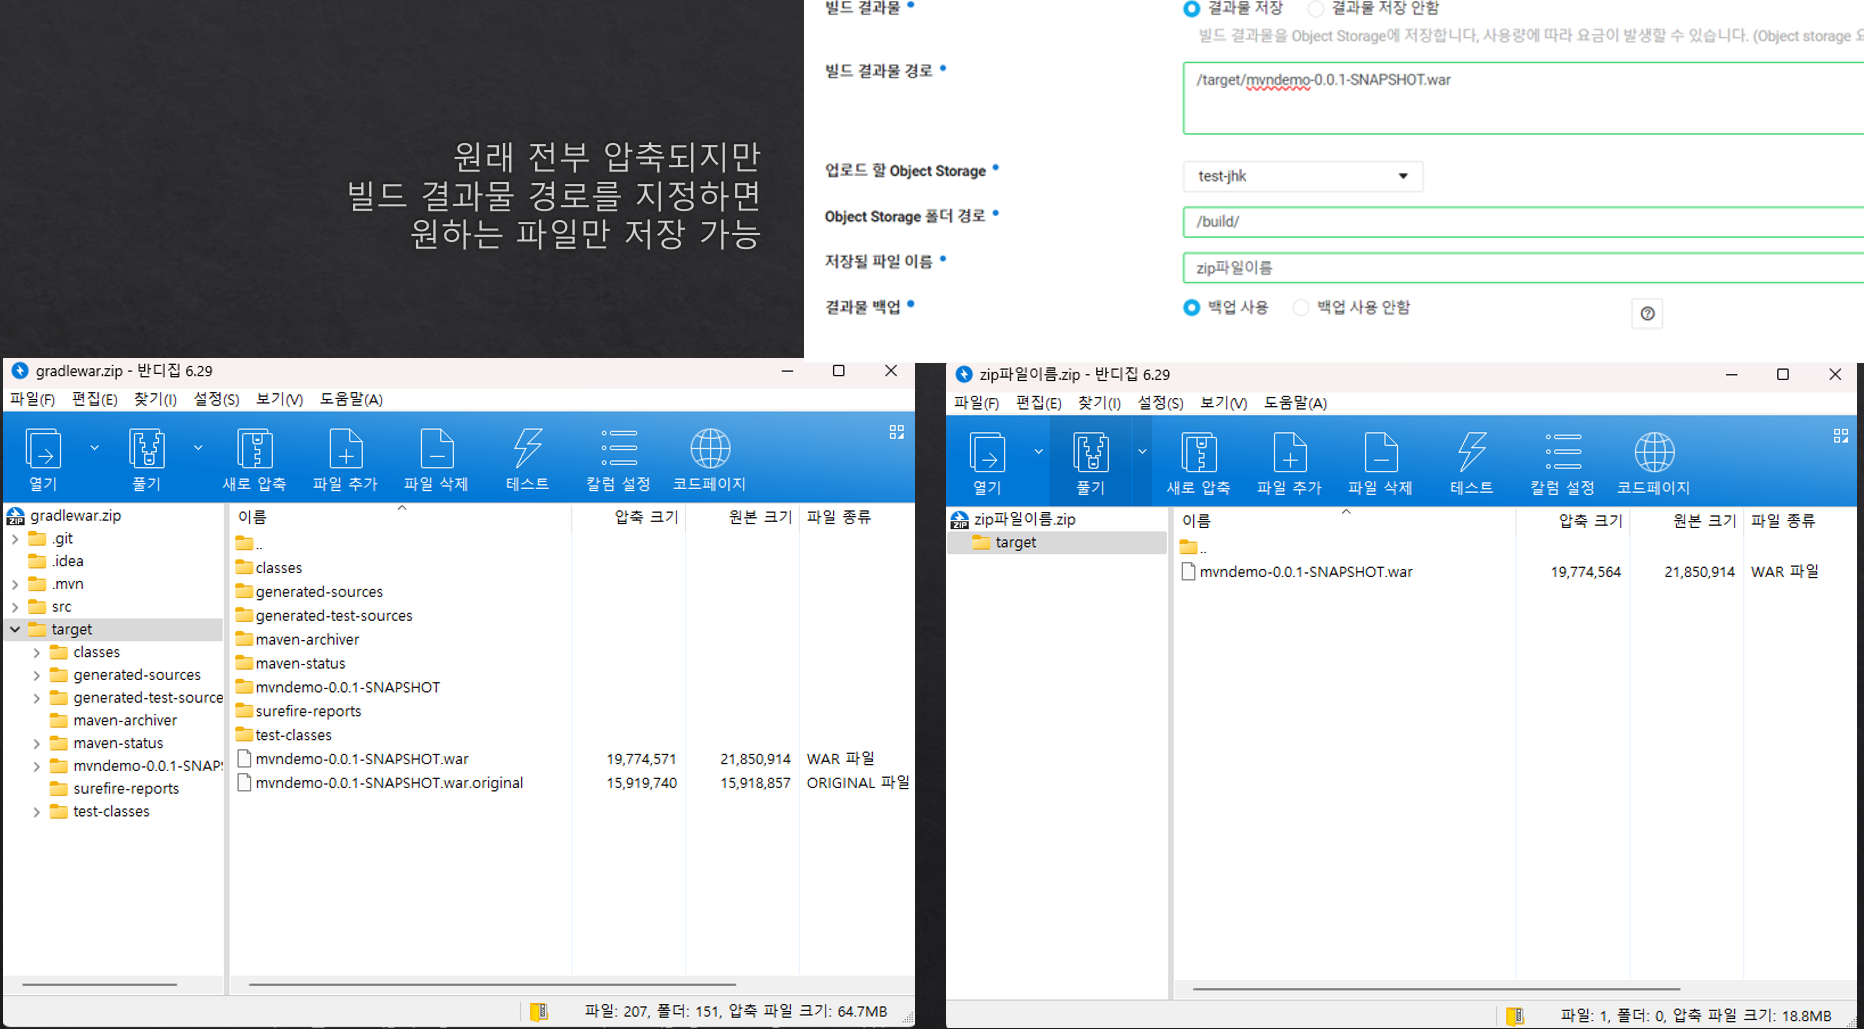 원래 전부 압축되지만
빌드 결과물 경로를 지정하면
원하는 파일만 저장 가능
빌드 결과물
결과물 저장 결과물 저장 안함
빌드 결과물을 Object Storage에 저장합니다, 사용량에 따라 요금이 발생할 수 있습니다. (Object storage
빌드 결과물 경로
/target/mvndemo-0.0.1-SNAPSHOT.war
업로드 할 Object Storage
test-jhk
Object Storage 폴더 경로
/build/
저장될 파일 이름
zip파일이름
결과물 백업
백업 사용 백업 사용 안함
gradlewar.zip - 반디집 6.29
파일(F) 편집(E) 찾기(I) 설정(S) 보기(V) 도움말(A)
열기 풀기 새로 압축 파일 추가 파일 삭제 테스트 칼럼 설정 코드페이지
ZIP gradlewar.zip
.git
.idea
.mvn
src
target
classes
generated-sources
generated-test-source
maven-archiver
maven-status
mvndemo-0.0.1-SNAP
surefire-reports
test-classes
이름 압축 크기 원본 크기 파일 종류
..
classes
generated-sources
generated-test-sources
maven-archiver
maven-status
mvndemo-0.0.1-SNAPSHOT
surefire-reports
test-classes
mvndemo-0.0.1-SNAPSHOT.war 19,774,571 21,850,914 WAR 파일
mvndemo-0.0.1-SNAPSHOT.war.original 15,919,740 15,918,857 ORIGINAL 파일
파일: 207, 폴더: 151, 압축 파일 크기: 64.7MB
zip파일이름.zip - 반디집 6.29
파일(F) 편집(E) 찾기(I) 설정(S) 보기(V) 도움말(A)
열기 풀기 새로 압축 파일 추가 파일 삭제 테스트 칼럼 설정 코드페이지
ZIP zip파일이름.zip
target
이름 압축 크기 원본 크기 파일 종류
..
mvndemo-0.0.1-SNAPSHOT.war 19,774,564 21,850,914 WAR 파일
파일: 1, 폴더: 0, 압축 파일 크기: 18.8MB